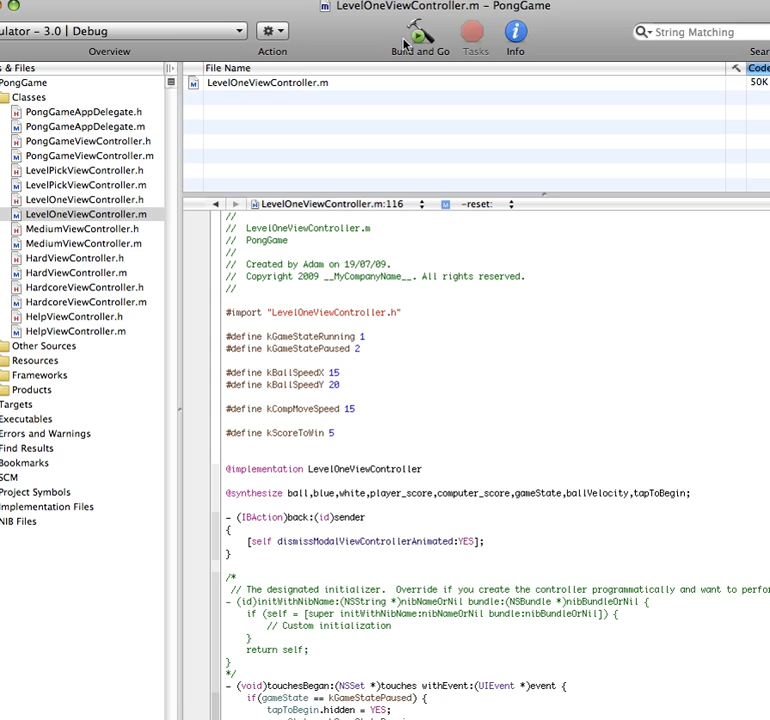 LevelOneViewController.m - PongGame
ulator - 3.0 | Debug
Overview
Action
Build and Go
Tasks
Info
String Matching
Sear
s & Files
File Name
Code
PongGame
LevelOneViewController.m
50K
Classes
PongGameAppDelegate.h
PongGameAppDelegate.m
PongGameViewController.h
PongGameViewController.m
LevelPickViewController.h
LevelPickViewController.m
LevelOneViewController.h
LevelOneViewController.m
MediumViewController.h
MediumViewController.m
HardViewController.h
HardViewController.m
HardcoreViewController.h
HardcoreViewController.m
HelpViewController.h
HelpViewController.m
Other Sources
Resources
Frameworks
Products
Targets
Executables
Errors and Warnings
Find Results
Bookmarks
SCM
Project Symbols
Implementation Files
NIB Files
LevelOneViewController.m:116
-reset:
//
//  LevelOneViewController.m
//  PongGame
//
//  Created by Adam on 19/07/09.
//  Copyright 2009 __MyCompanyName__. All rights reserved.
//
#import "LevelOneViewController.h"
#define kGameStateRunning 1
#define kGameStatePaused 2
#define kBallSpeedX 15
#define kBallSpeedY 20
#define kCompMoveSpeed 15
#define kScoreToWin 5
@implementation LevelOneViewController
@synthesize ball,blue,white,player_score,computer_score,gameState,ballVelocity,tapToBegin;
- (IBAction)back:(id)sender
{
[self dismissModalViewControllerAnimated:YES];
}
/*
// The designated initializer.  Override if you create the controller programmatically and want to perfor
- (id)initWithNibName:(NSString *)nibNameOrNil bundle:(NSBundle *)nibBundleOrNil {
if (self = [super initWithNibName:nibNameOrNil bundle:nibBundleOrNil]) {
// Custom initialization
}
return self;
}
*/
- (void)touchesBegan:(NSSet *)touches withEvent:(UIEvent *)event {
if(gameState == kGameStatePaused) {
tapToBegin.hidden = YES;